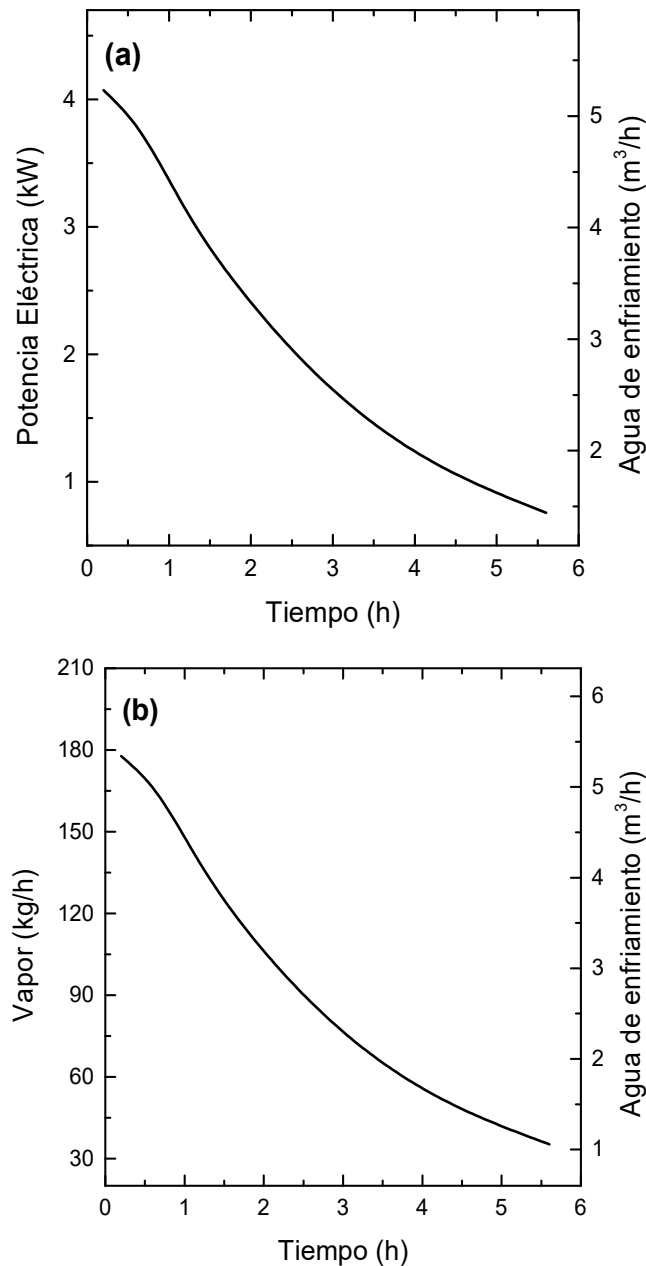 (a)
Potencia Eléctrica (kW)
4
3
2
1
Agua de enfriamiento (m³/h)
5
4
3
2
0 1 2 3 4 5 6
Tiempo (h)
(b)
Vapor (kg/h)
210
180
150
120
90
60
30
Agua de enfriamiento (m³/h)
6
5
4
3
2
1
0 1 2 3 4 5 6
Tiempo (h)